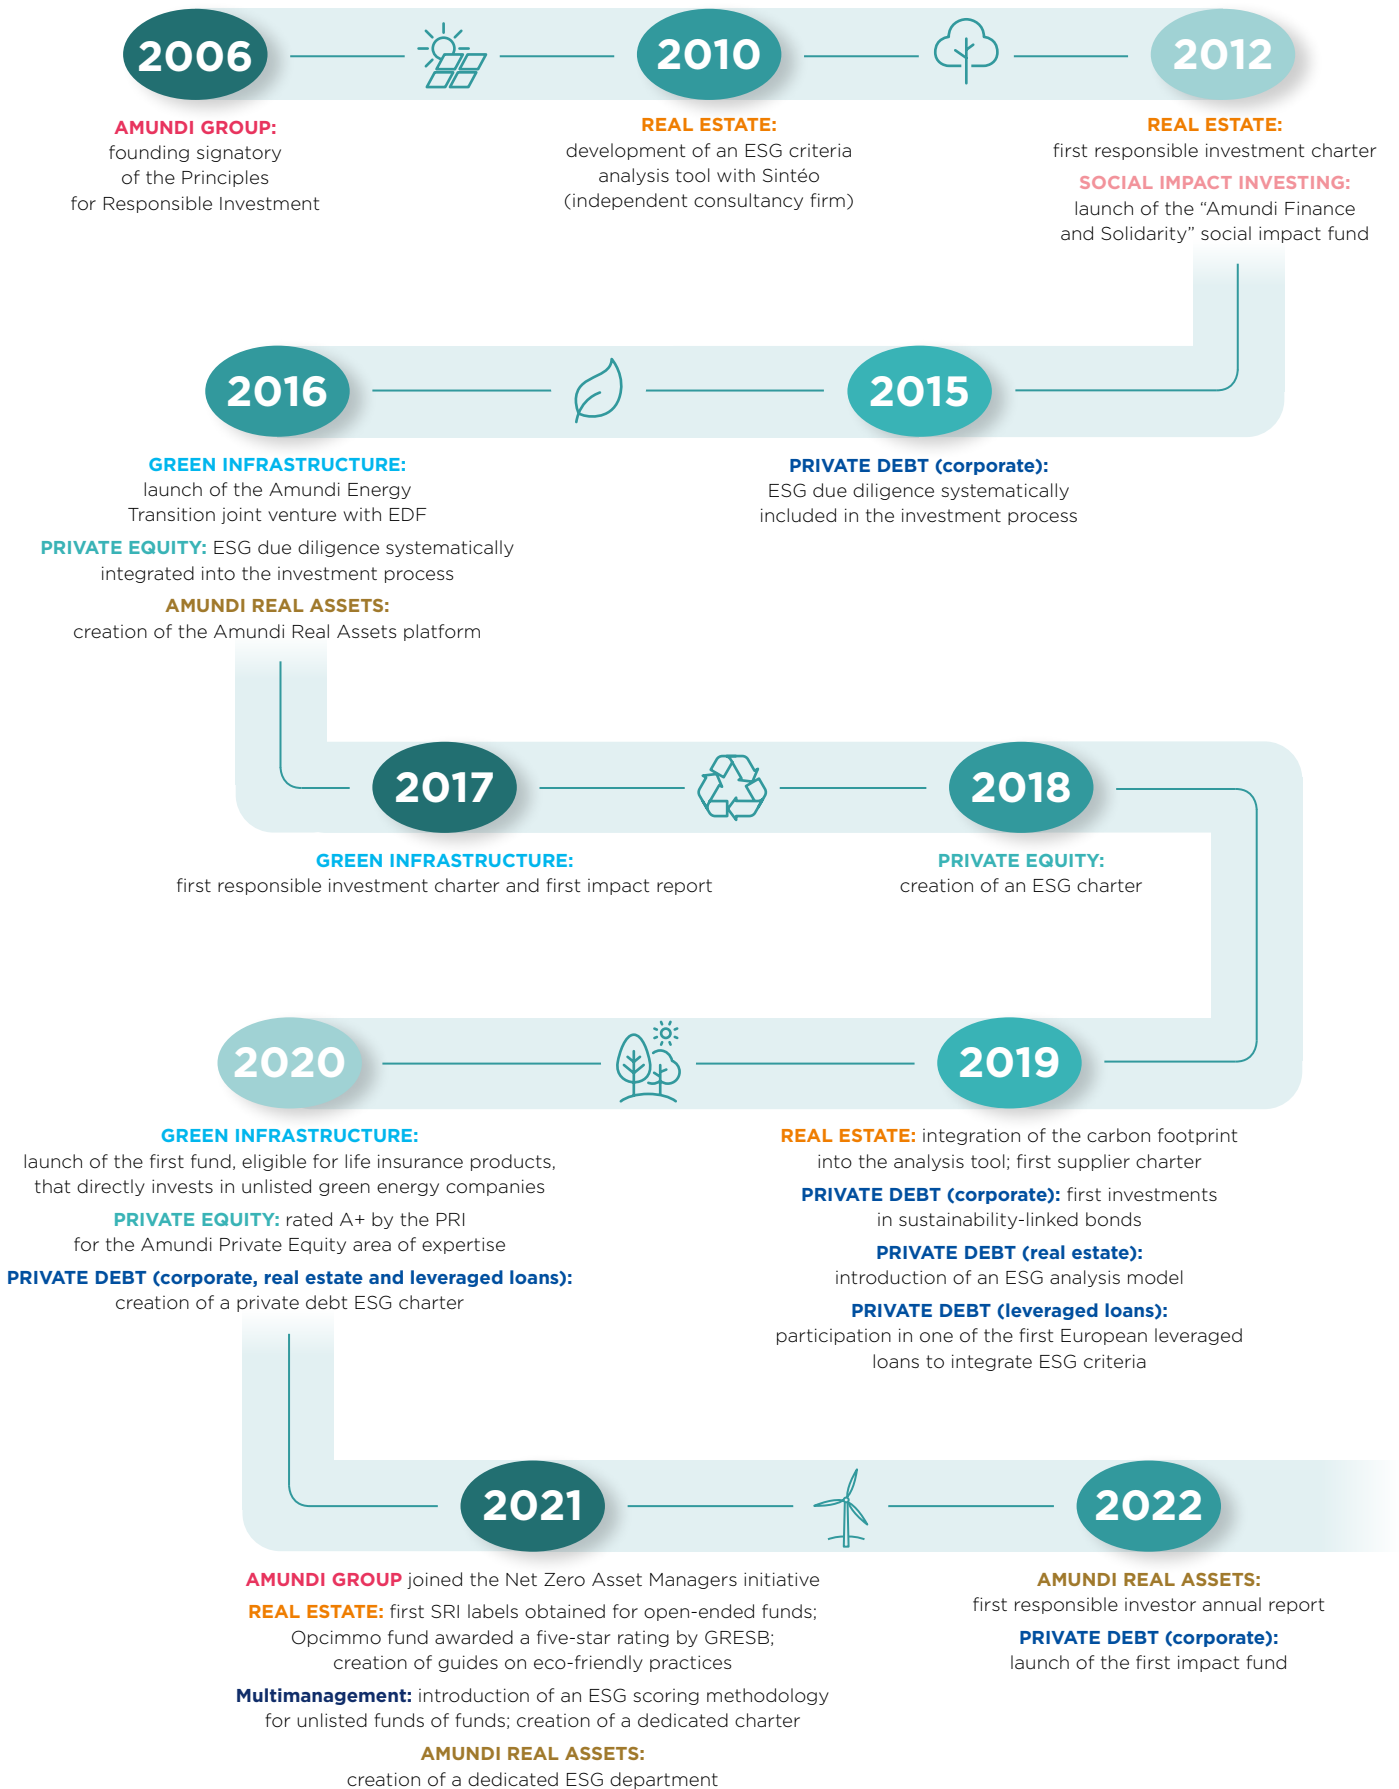 2006
AMUNDI GROUP:
founding signatory
of the Principles
for Responsible Investment
2010
REAL ESTATE:
development of an ESG criteria
analysis tool with Sintéo
(independent consultancy firm)
2012
REAL ESTATE:
first responsible investment charter
SOCIAL IMPACT INVESTING:
launch of the “Amundi Finance
and Solidarity” social impact fund
2015
PRIVATE DEBT (corporate):
ESG due diligence systematically
included in the investment process
2016
GREEN INFRASTRUCTURE:
launch of the Amundi Energy
Transition joint venture with EDF
PRIVATE EQUITY: ESG due diligence systematically
integrated into the investment process
AMUNDI REAL ASSETS:
creation of the Amundi Real Assets platform
2017
GREEN INFRASTRUCTURE:
first responsible investment charter and first impact report
2018
PRIVATE EQUITY:
creation of an ESG charter
2019
REAL ESTATE: integration of the carbon footprint
into the analysis tool; first supplier charter
PRIVATE DEBT (corporate): first investments
in sustainability-linked bonds
PRIVATE DEBT (real estate):
introduction of an ESG analysis model
PRIVATE DEBT (leveraged loans):
participation in one of the first European leveraged
loans to integrate ESG criteria
2020
GREEN INFRASTRUCTURE:
launch of the first fund, eligible for life insurance products,
that directly invests in unlisted green energy companies
PRIVATE EQUITY: rated A+ by the PRI
for the Amundi Private Equity area of expertise
PRIVATE DEBT (corporate, real estate and leveraged loans):
creation of a private debt ESG charter
2021
AMUNDI GROUP joined the Net Zero Asset Managers initiative
REAL ESTATE: first SRI labels obtained for open-ended funds;
Opcimmo fund awarded a five-star rating by GRESB;
creation of guides on eco-friendly practices
Multimanagement: introduction of an ESG scoring methodology
for unlisted funds of funds; creation of a dedicated charter
AMUNDI REAL ASSETS:
creation of a dedicated ESG department
2022
AMUNDI REAL ASSETS:
first responsible investor annual report
PRIVATE DEBT (corporate):
launch of the first impact fund